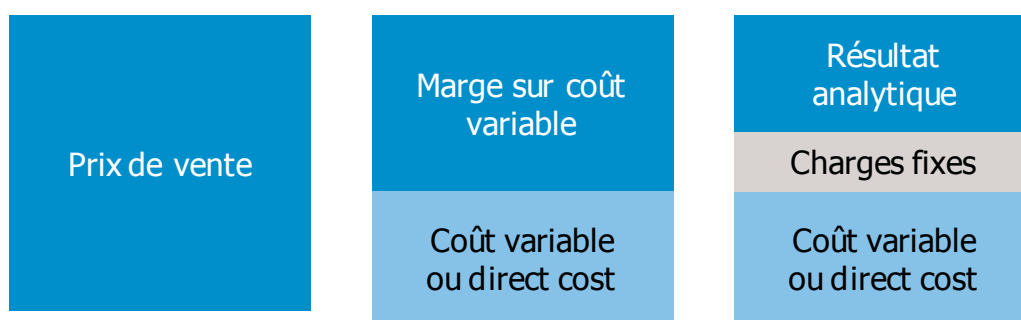 Prix de vente
Marge sur coût
variable
Coût variable
ou direct cost
Résultat
analytique
Charges fixes
Coût variable
ou direct cost